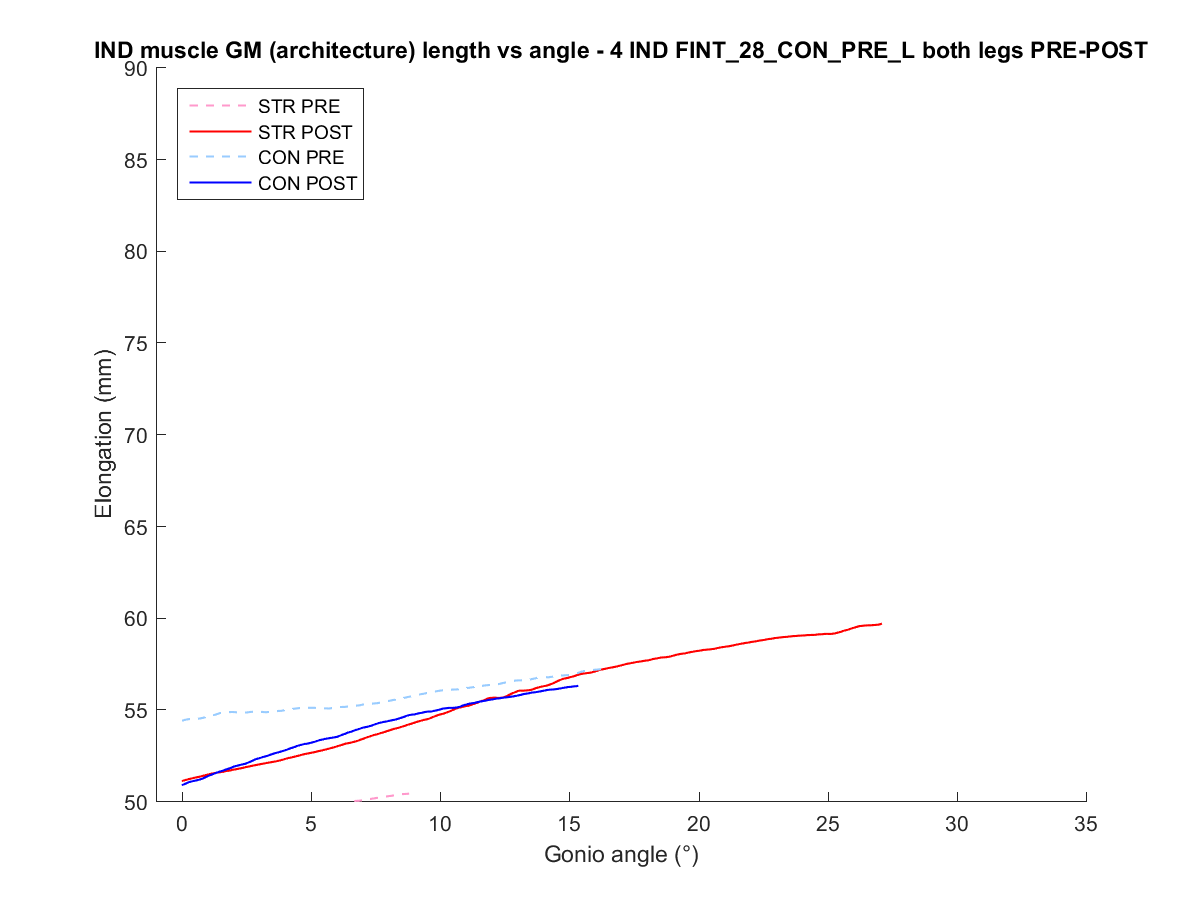 IND muscle GM (architecture) length vs angle - 4 IND FINT_28_CON_PRE_L both legs PRE-POST
90
85
80
75
70
65
60
55
50
Elongation (mm)
STR PRE
STR POST
CON PRE
CON POST
0
5
10
15
20
25
30
35
Gonio angle (°)